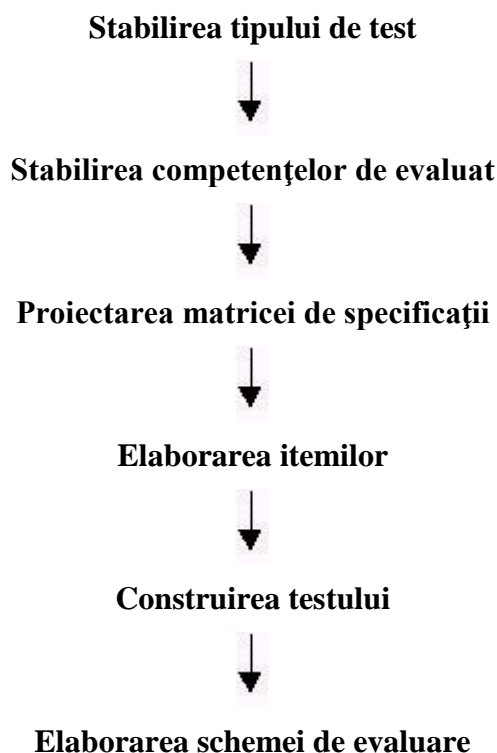 Stabilirea tipului de test
Stabilirea competenţelor de evaluat
Proiectarea matricei de specificaţii
Elaborarea itemilor
Construirea testului
Elaborarea schemei de evaluare